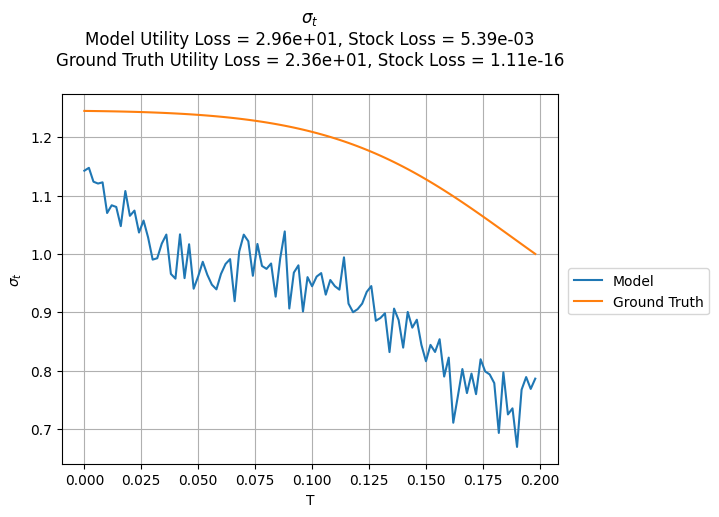 σt
Model Utility Loss = 2.96e+01, Stock Loss = 5.39e-03
Ground Truth Utility Loss = 2.36e+01, Stock Loss = 1.11e-16
1.2
1.1
1.0
0.9
0.8
0.7
σt
0.000 0.025 0.050 0.075 0.100 0.125 0.150 0.175 0.200
T
Model
Ground Truth